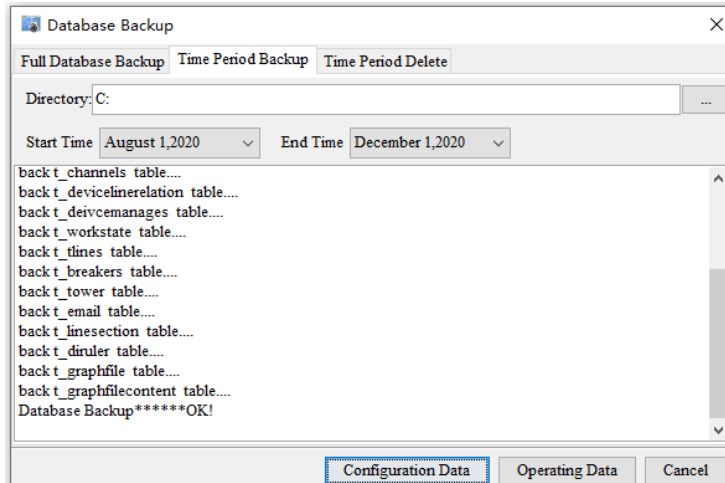 Database Backup
Full Database Backup Time Period Backup Time Period Delete
Directory: C: ...
Start Time August 1,2020 End Time December 1,2020
back t_channels table....
back t_devicelinerelation table....
back t_deivcemanages table....
back t_workstate table....
back t_tlines table....
back t_breakers table....
back t_tower table....
back t_email table....
back t_linesection table....
back t_diruler table....
back t_graphfile table....
back t_graphfilecontent table....
Database Backup******OK!
Configuration Data Operating Data Cancel